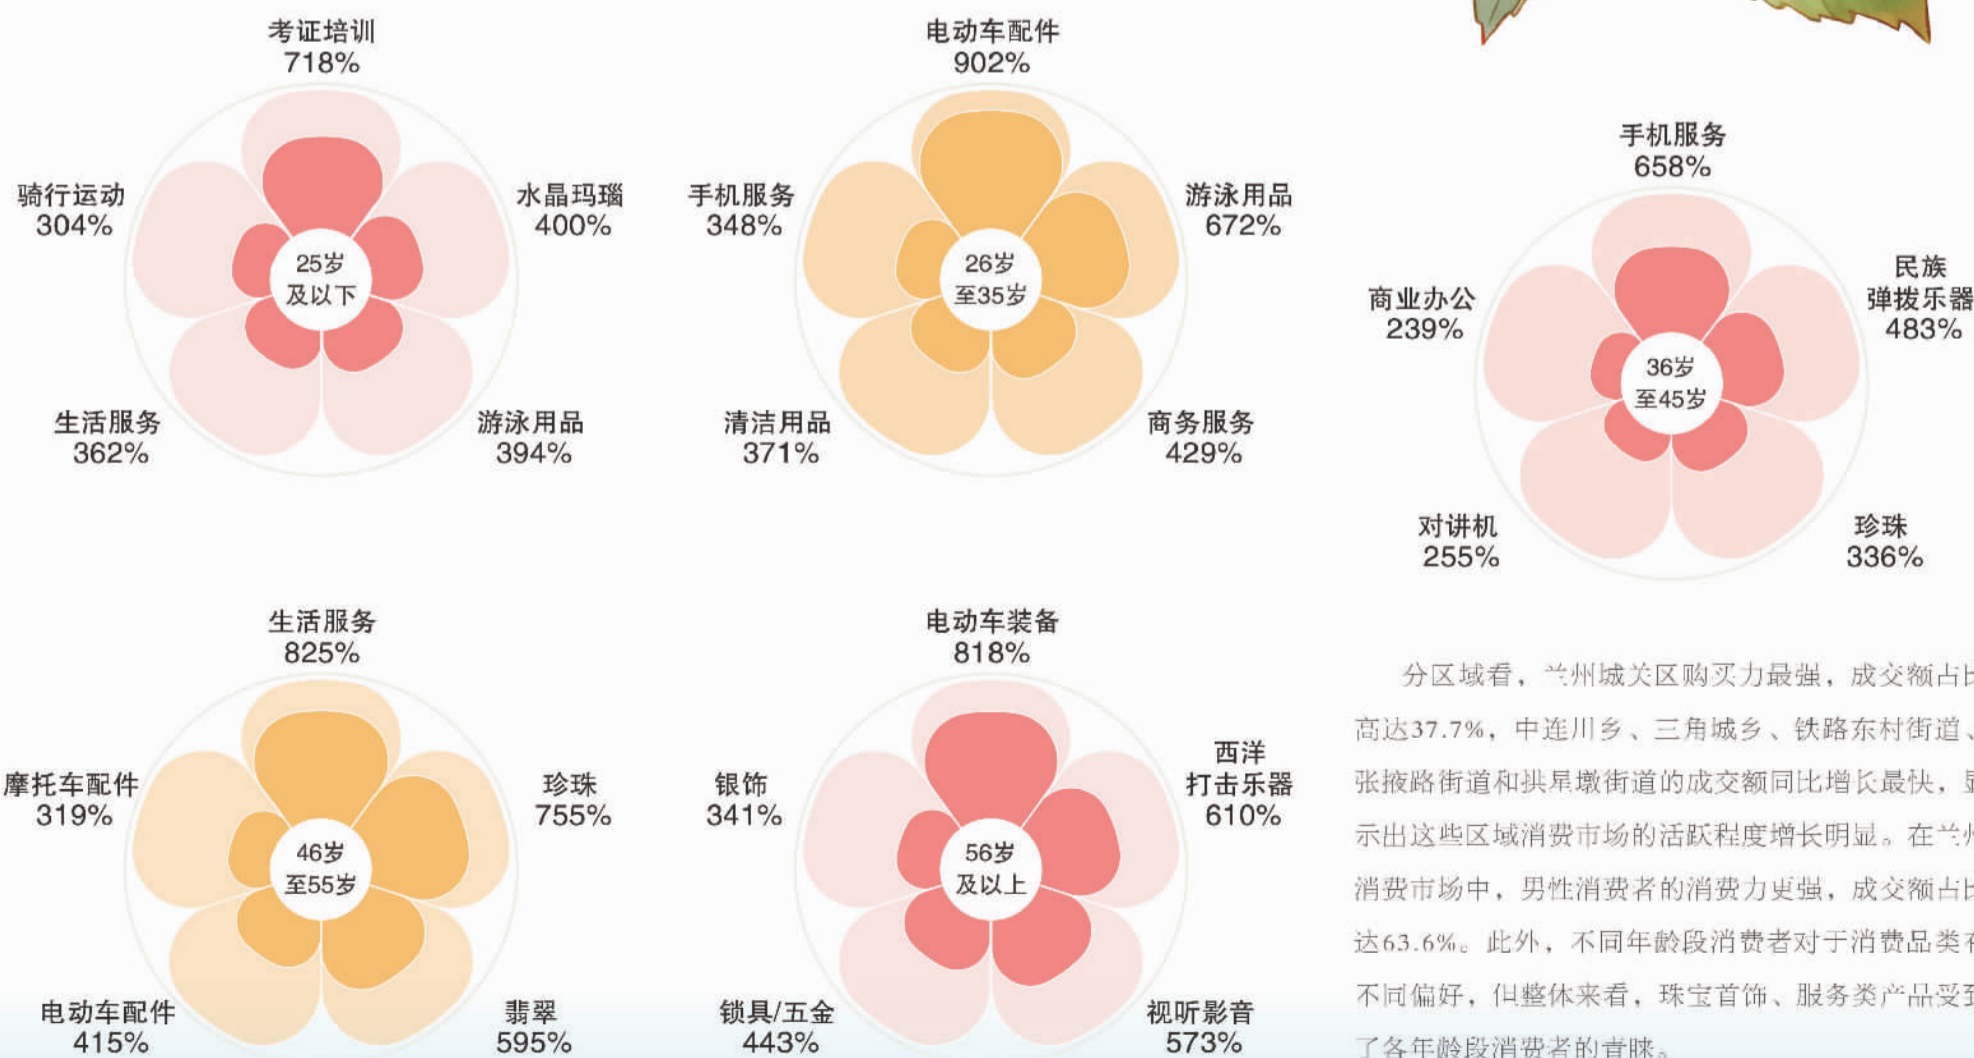 考证培训
718%
骑行运动
304%
水晶玛瑙
400%
25岁
及以下
生活服务
362%
游泳用品
394%
电动车配件
902%
手机服务
348%
游泳用品
672%
26岁
至35岁
清洁用品
371%
商务服务
429%
手机服务
658%
商业办公
239%
民族
弹拨乐器
483%
36岁
至45岁
对讲机
255%
珍珠
336%
生活服务
825%
摩托车配件
319%
珍珠
755%
46岁
至55岁
电动车配件
415%
翡翠
595%
电动车装备
818%
银饰
341%
西洋
打击乐器
610%
56岁
及以上
锁具/五金
443%
视听影音
573%
分区域看，兰州城关区购买力最强，成交额占比
高达37.7%，中连川乡、三角城乡、铁路东村街道、
张掖路街道和拱星墩街道的成交额同比增长最快，显
示出这些区域消费市场的活跃程度增长明显。在兰州
消费市场中，男性消费者的消费力更强，成交额占比
达63.6%。此外，不同年龄段消费者对于消费品类有
不同偏好，但整体来看，珠宝首饰、服务类产品受到
了各年龄段消费者的青睐。